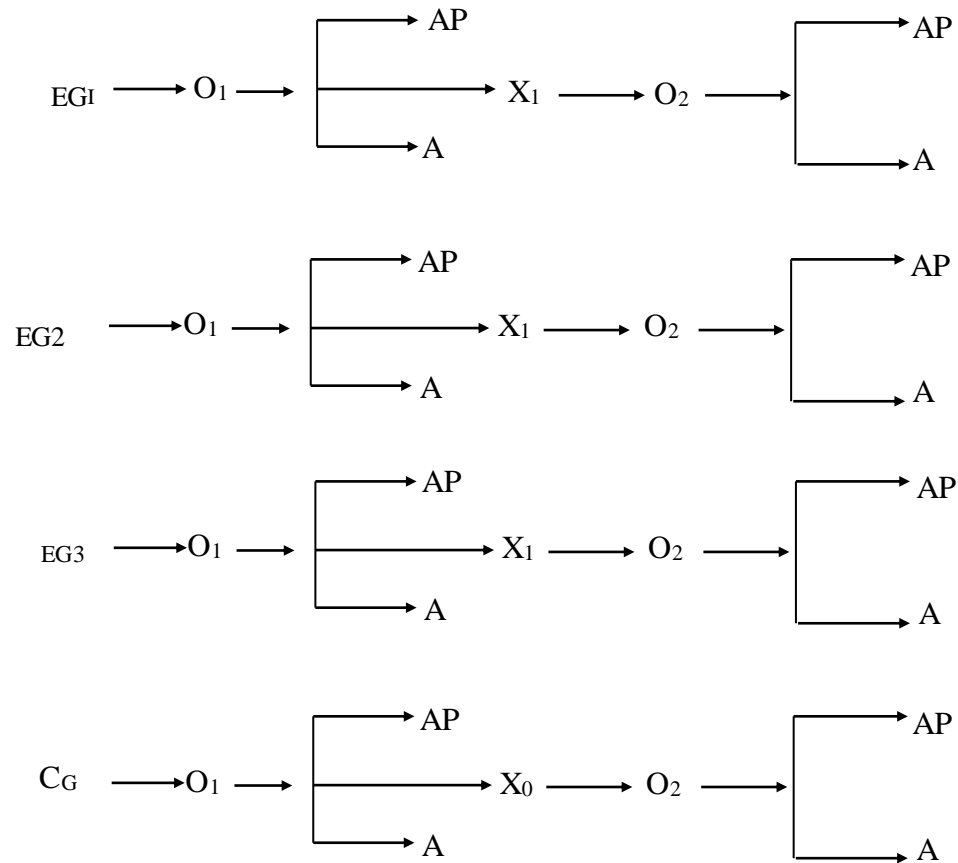 AP
EGI O₁ X₁ O₂ AP
A A
AP AP
EG2 O₁ X₁ O₂
A A
AP AP
EG3 O₁ X₁ O₂
A A
AP AP
CG O₁ X₀ O₂
A A